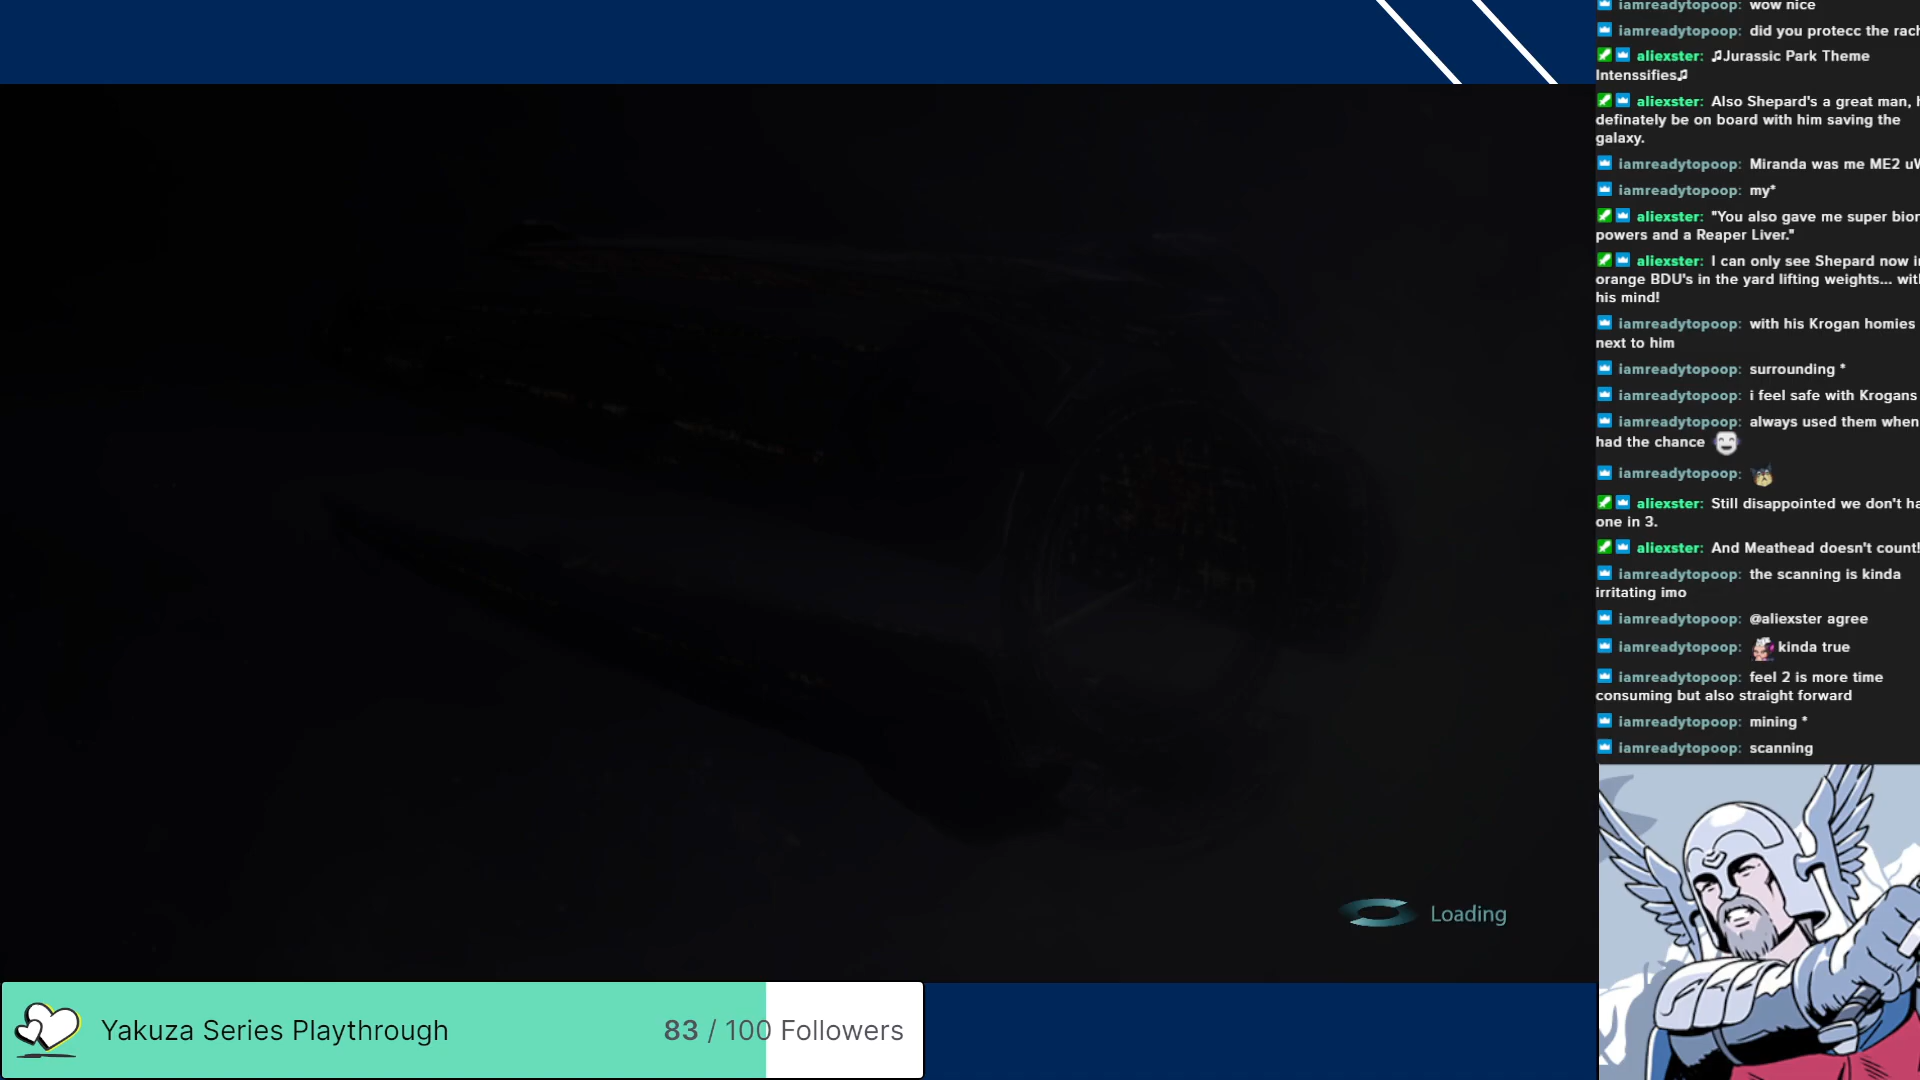 iamreadytopoop: wow nice
iamreadytopoop: did you protecc the rach
aliexster: ♫Jurassic Park Theme
Intenssifies♫
aliexster: Also Shepard's a great man,
definately be on board with him saving the
galaxy.
iamreadytopoop: Miranda was me ME2
iamreadytopoop: my*
aliexster: "You also gave me super
powers and a Reaper Liver."
aliexster: I can only see Shepard now
orange BDU's in the yard lifting weights...
his mind!
iamreadytopoop: with his Krogan homies
next to him
iamreadytopoop: surrounding *
iamreadytopoop: i feel safe with Krogans
iamreadytopoop: always used them when
had the chance
iamreadytopoop:
aliexster: Still disappointed we don't
one in 3.
aliexster: And Meathead doesn't count!
iamreadytopoop: the scanning is kinda
irritating imo
iamreadytopoop: @aliexster agree
iamreadytopoop: kinda true
iamreadytopoop: feel 2 is more time
consuming but also straight forward
iamreadytopoop: mining *
iamreadytopoop: scanning
Loading
Yakuza Series Playthrough 83 / 100 Followers